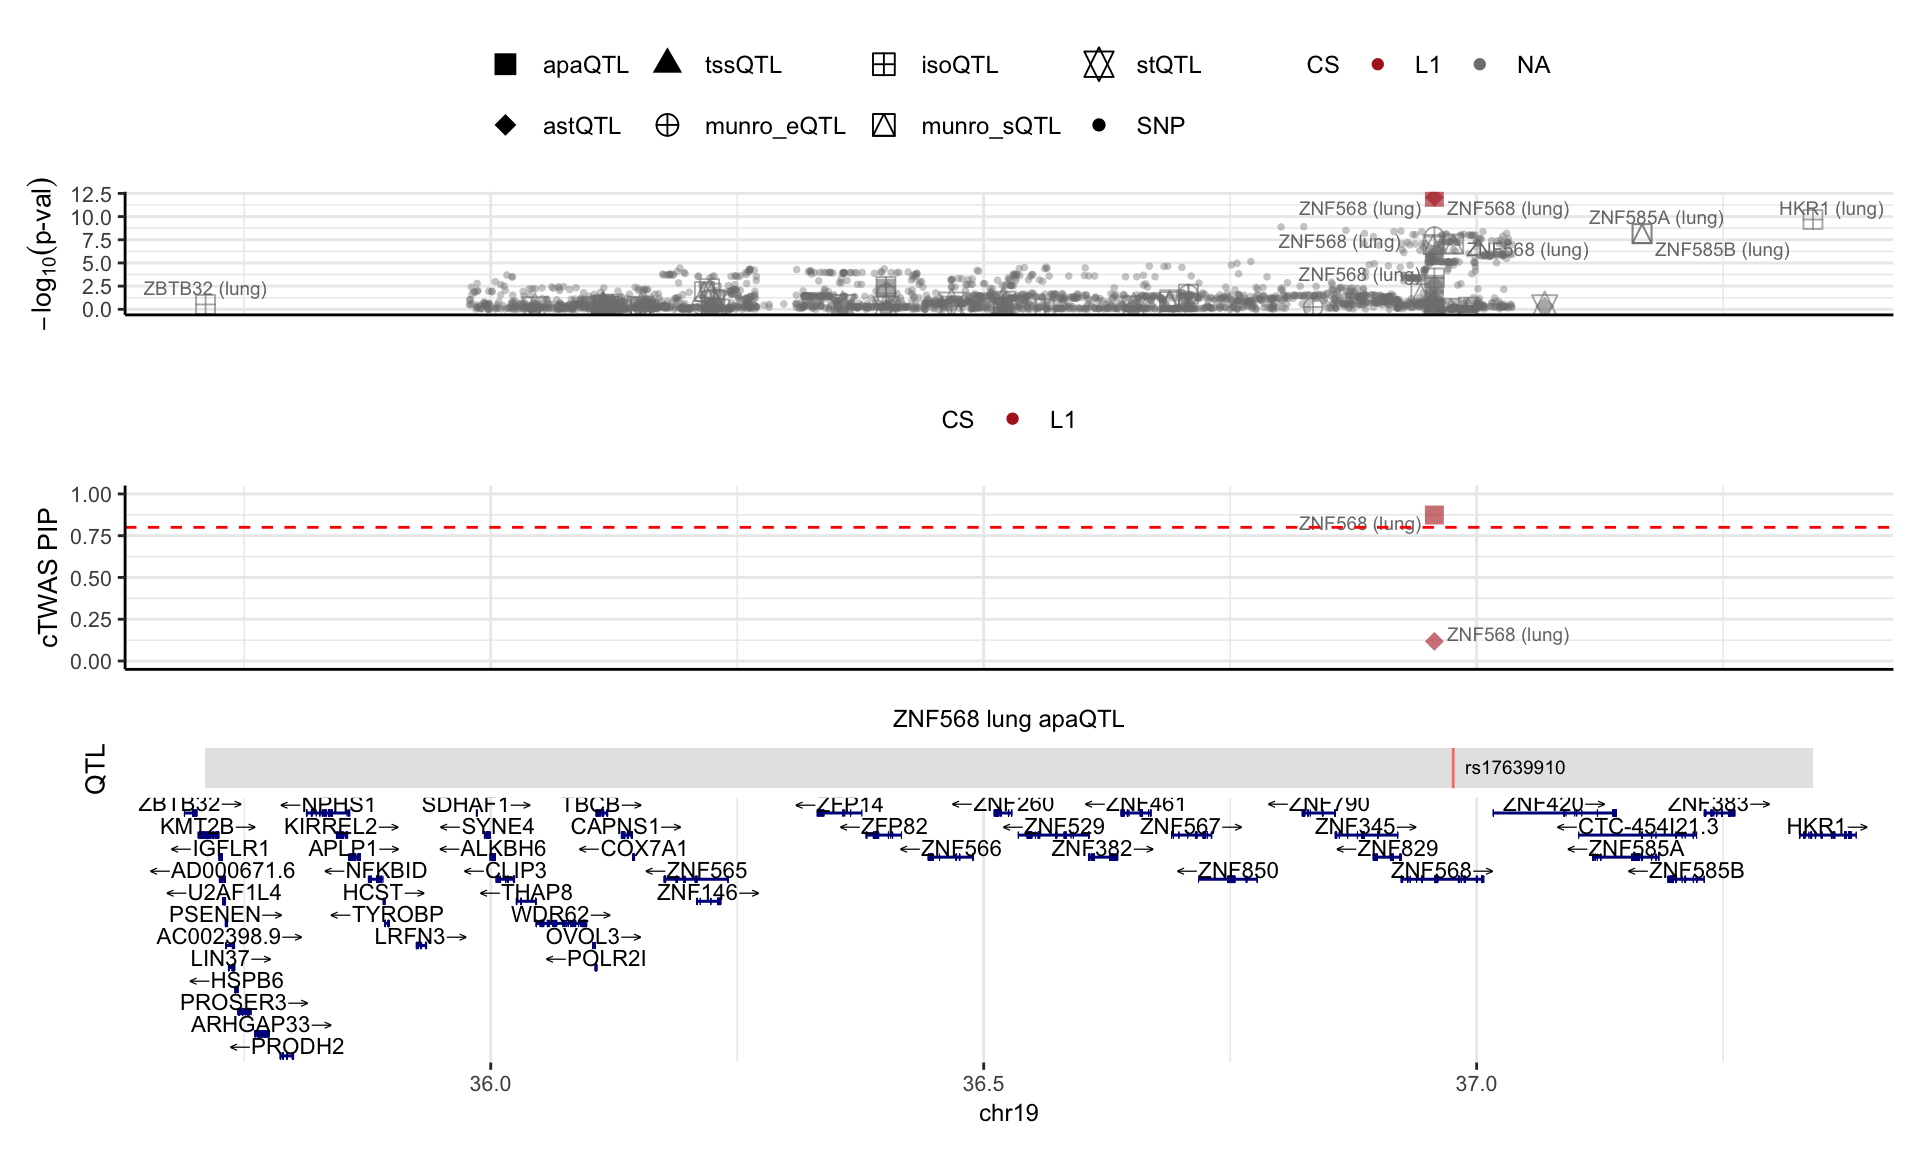 apaQTL tssQTL isoQTL stQTL CS L1 NA
astQTL munro_eQTL munro_sQTL SNP
−log10(p-val)
12.5
10.0
7.5
5.0
2.5
0.0
ZNF568 (lung) ZNF568 (lung) HKR1 (lung)
ZNF585A (lung)
ZNF568 (lung) ZNF568 (lung) ZNF585B (lung)
ZNF568 (lung)
ZBTB32 (lung)
CS L1
cTWAS PIP
1.00
0.75
0.50
0.25
0.00
ZNF568 (lung)
ZNF568 (lung)
ZNF568 lung apaQTL
QTL
rs17639910
ZBTB32→ ←NPHS1 SDHAF1→ TBCB→ ←ZFP14 ←ZNF260 ←ZNF461 ←ZNF790 ZNF420→ ZNF383→
KMT2B→ KIRREL2→ ←SYNE4 CAPNS1→ ←ZFP82 ←ZNF529 ZNF567→ ZNF345→ ←CTC-454I21.3 HKR1→
←IGFLR1 APLP1→ ←ALKBH6 ←COX7A1 ←ZNF566 ZNF382→ ←ZNF829 ←ZNF585A
←AD000671.6 ←NFKBID ←CLIP3 ←ZNF565 ←ZNF850 ZNF568→ ←ZNF585B
←U2AF1L4 HCST→ ←THAP8 ZNF146→
PSENEN→ ←TYROBP WDR62→
AC002398.9→ LRFN3→ OVOL3→
LIN37→ ←POLR2I
←HSPB6
PROSER3→
ARHGAP33→
←PRODH2
36.0 36.5 37.0
chr19